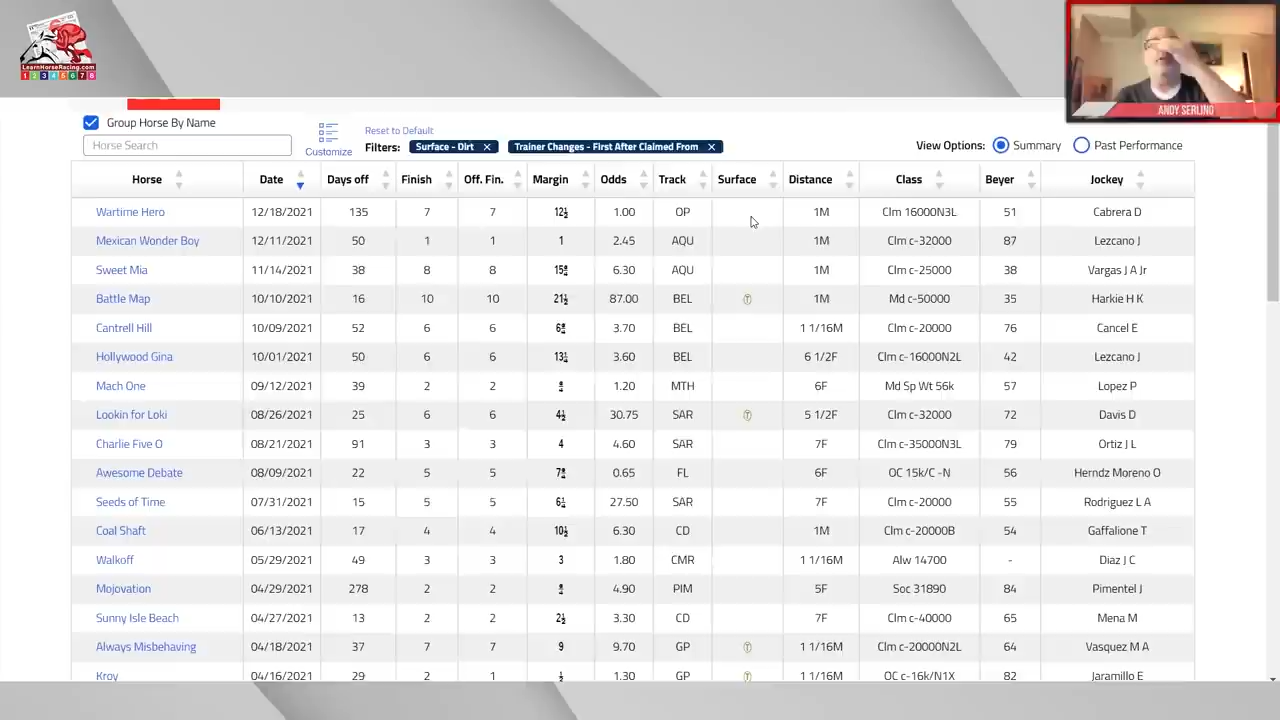 LearnHorseRacing.com
1 2 3 4 5 6 7 8
ANDY SERLING
Group Horse By Name
Horse Search
Customize
Reset to Default
Filters: Surface - Dirt ✕ Trainer Changes - First After Claimed From ✕
View Options: Summary Past Performance
Horse Date Days off Finish Off. Fin. Margin Odds Track Surface Distance Class Beyer Jockey
Wartime Hero 12/18/2021 135 7 7 12½ 1.00 OP 1M Clm 16000N3L 51 Cabrera D
Mexican Wonder Boy 12/11/2021 50 1 1 1 2.45 AQU 1M Clm c-32000 87 Lezcano J
Sweet Mia 11/14/2021 38 8 8 6.30 AQU 1M Clm c-25000 38 Vargas J A Jr
Battle Map 10/10/2021 16 10 10 21½ 87.00 BEL T 1M Md c-50000 35 Harkie H K
Cantrell Hill 10/09/2021 52 6 6 3.70 BEL 1 1/16M Clm c-20000 76 Cancel E
Hollywood Gina 10/01/2021 50 6 6 3.60 BEL 6 1/2F Clm c-16000N2L 42 Lezcano J
Mach One 09/12/2021 39 2 2 1.20 MTH 6F Md Sp Wt 56k 57 Lopez P
Lookin for Loki 08/26/2021 25 6 6 4½ 30.75 SAR T 5 1/2F Clm c-32000 72 Davis D
Charlie Five O 08/21/2021 91 3 3 4 4.60 SAR 7F Clm c-35000N3L 79 Ortiz J L
Awesome Debate 08/09/2021 22 5 5 0.65 FL 6F OC 15k/C -N 56 Herndz Moreno O
Seeds of Time 07/31/2021 15 5 5 27.50 SAR 7F Clm c-20000 55 Rodriguez L A
Coal Shaft 06/13/2021 17 4 4 10½ 6.30 CD 1M Clm c-20000B 54 Gaffalione T
Walkoff 05/29/2021 49 3 3 3 1.80 CMR 1 1/16M Alw 14700 - Diaz J C
Mojovation 04/29/2021 278 2 2 4.90 PIM 5F Soc 31890 84 Pimentel J
Sunny Isle Beach 04/27/2021 13 2 2 2½ 3.30 CD 7F Clm c-40000 65 Mena M
Always Misbehaving 04/18/2021 37 7 7 9 9.70 GP T 1 1/16M Clm c-20000N2L 64 Vasquez M A
Kroy 04/16/2021 29 2 1 ½ 1.30 GP T 1 1/16M OC c-16k/N1X 82 Jaramillo E